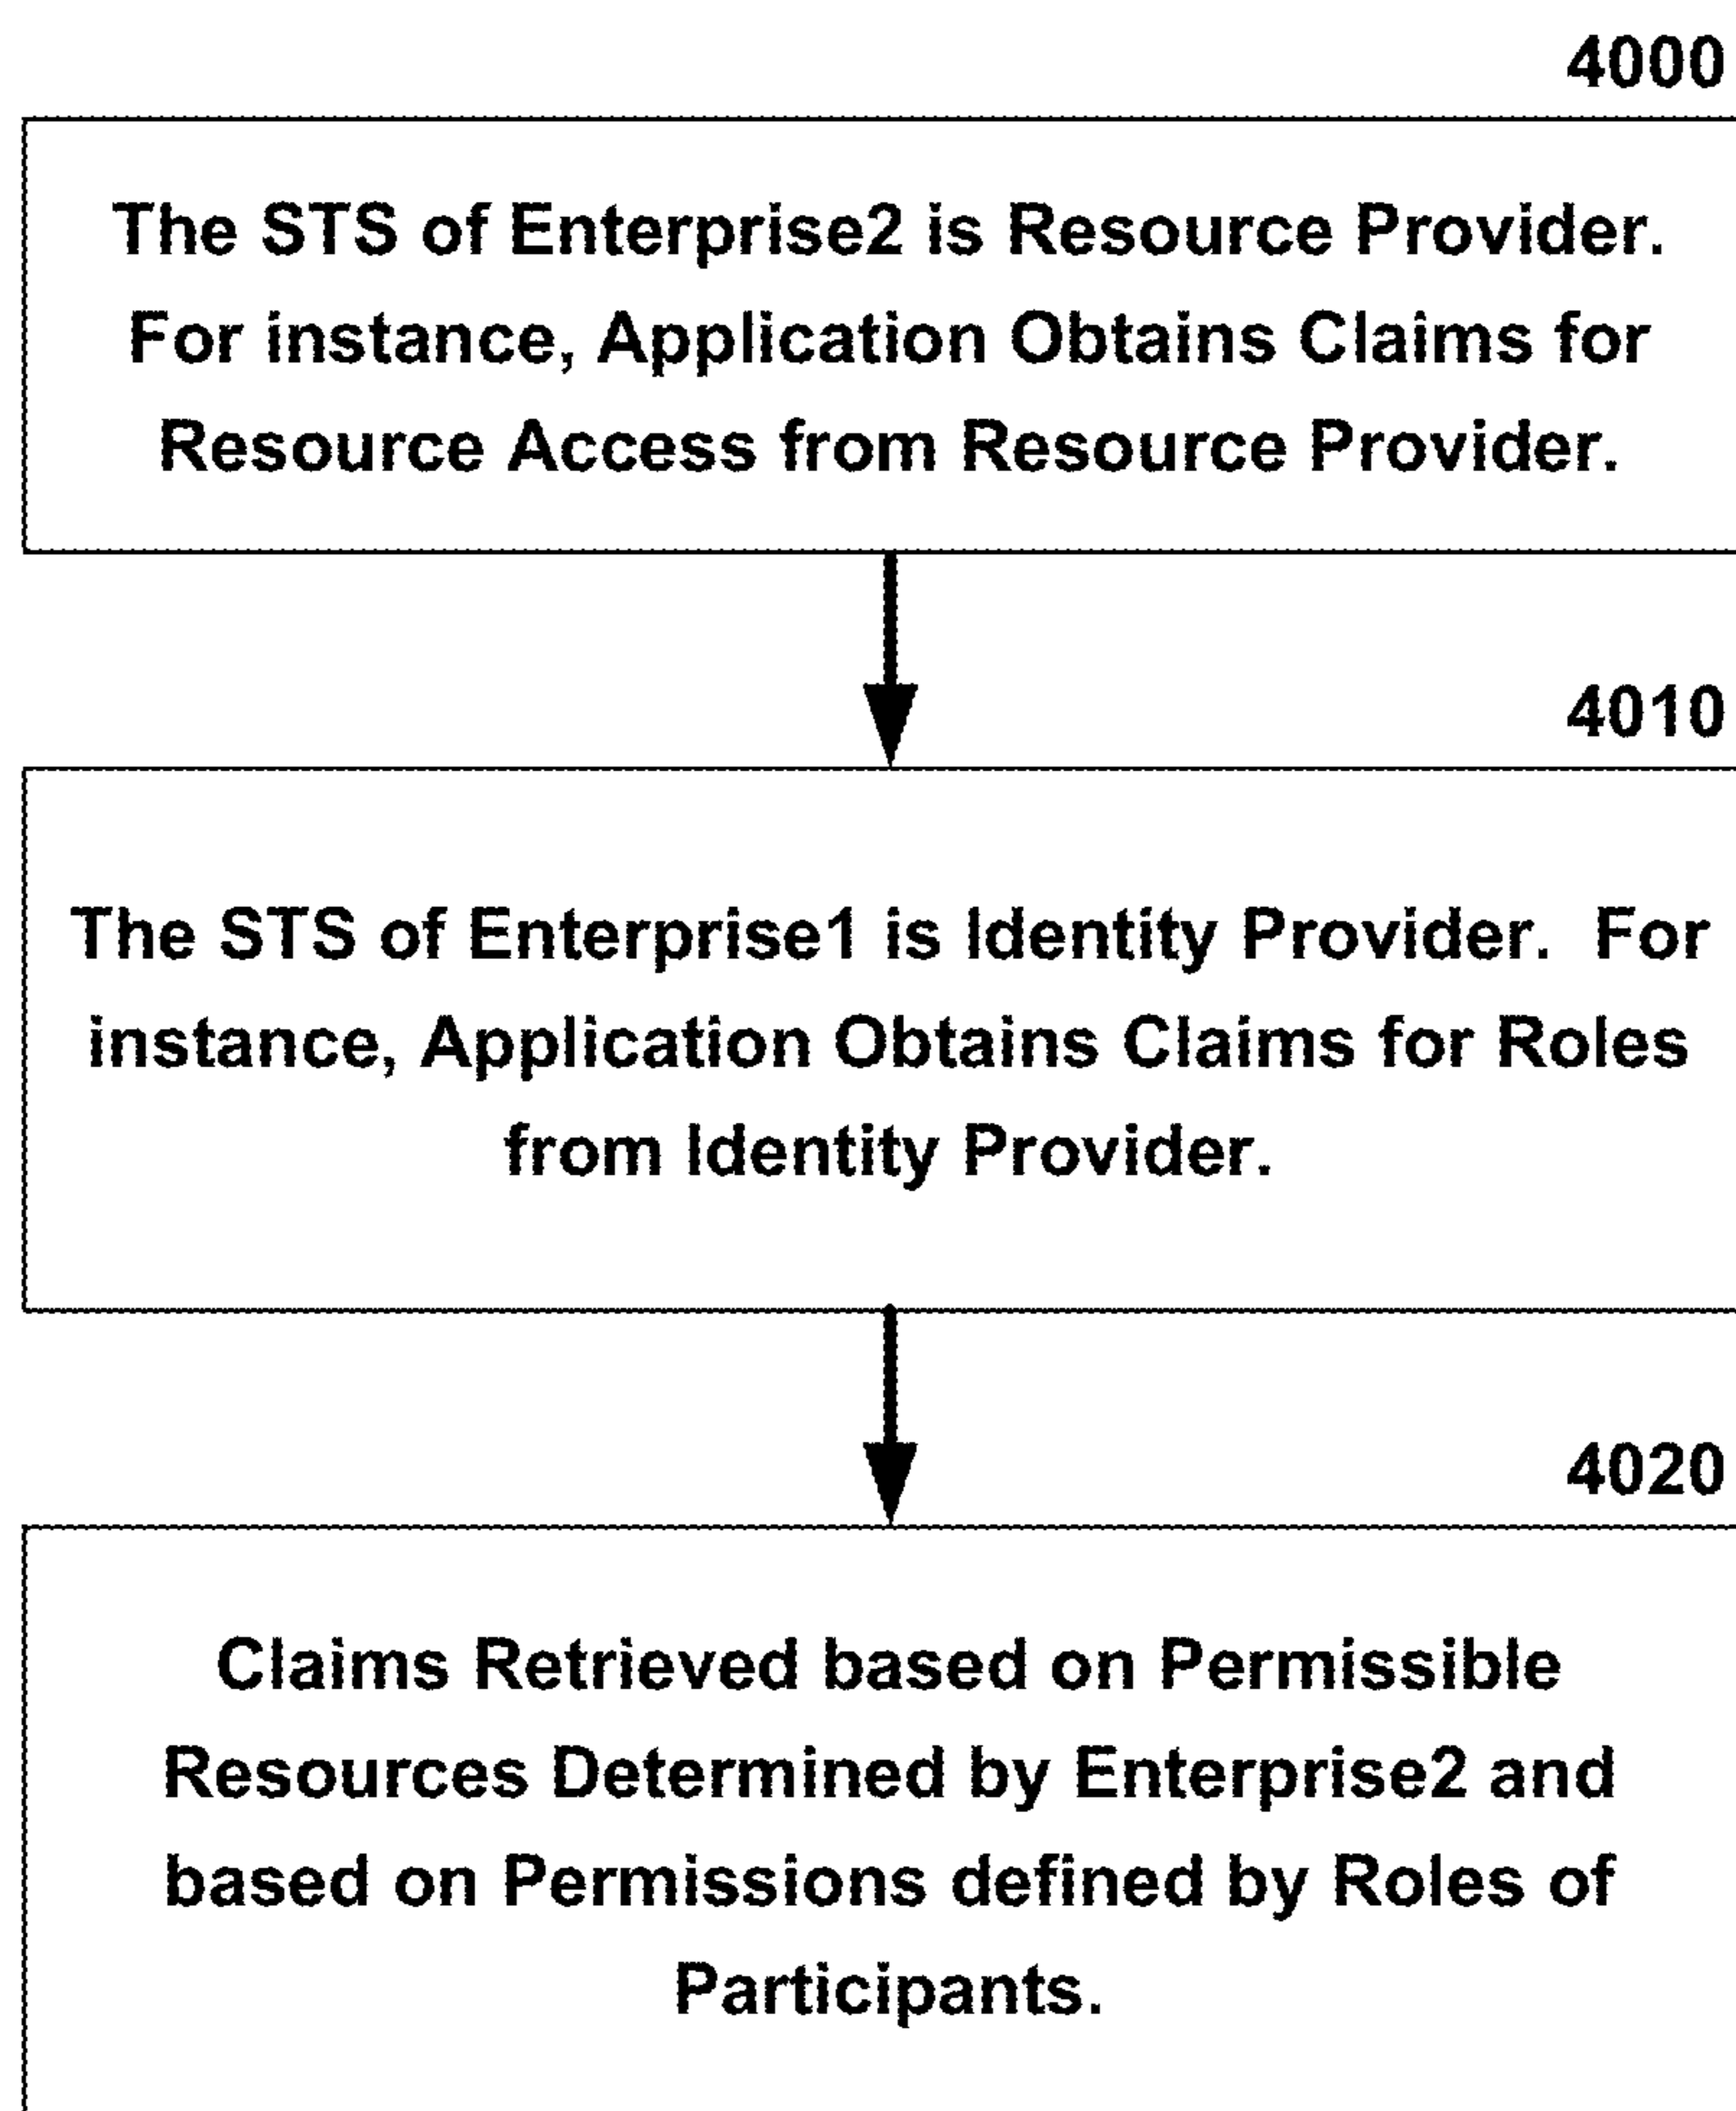 4000
The STS of Enterprise2 is Resource Provider.
For instance, Application Obtains Claims for
Resource Access from Resource Provider.
4010
The STS of Enterprise1 is Identity Provider.  For
instance, Application Obtains Claims for Roles
from Identity Provider.
4020
Claims Retrieved based on Permissible
Resources Determined by Enterprise2 and
based on Permissions defined by Roles of
Participants.